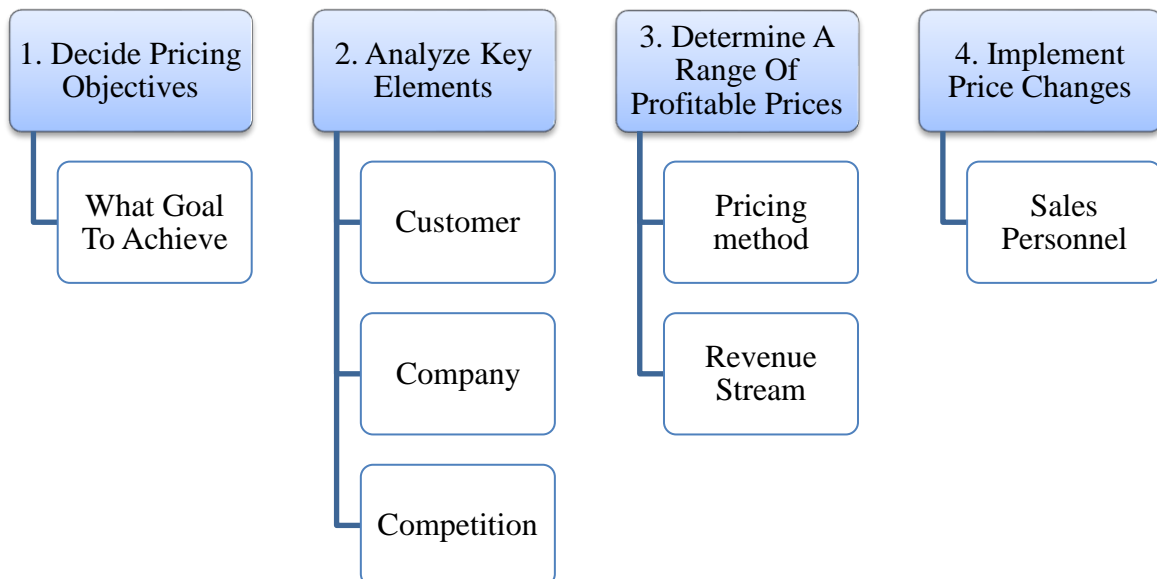 1. Decide Pricing
Objectives
What Goal
To Achieve
2. Analyze Key
Elements
Customer
Company
Competition
3. Determine A
Range Of
Profitable Prices
Pricing
method
Revenue
Stream
4. Implement
Price Changes
Sales
Personnel